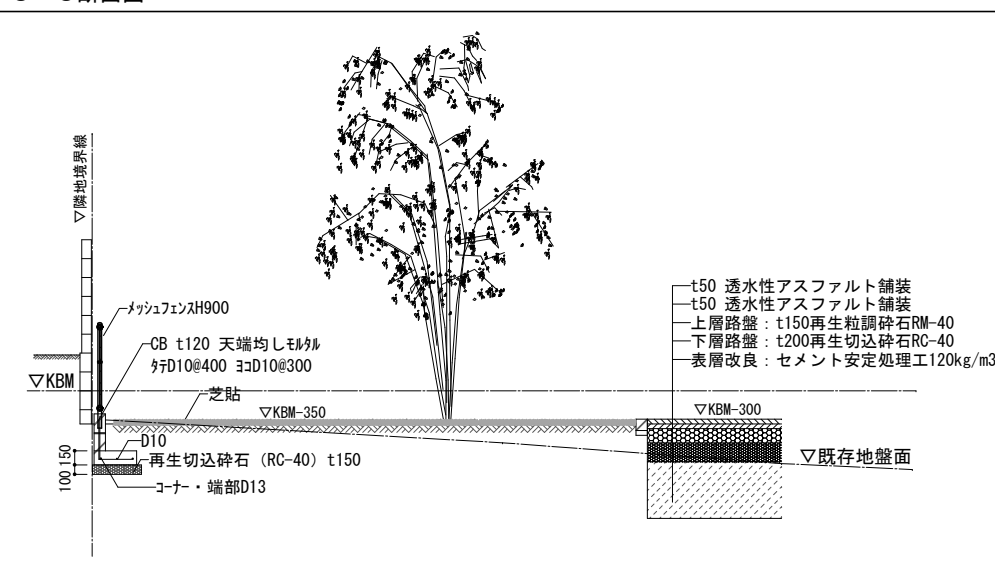 ▽隣地境界線
メッシュフェンスH900
CB t120 天端均しモルタル
タテD10@400 ヨコD10@300
▽KBM
芝貼
▽KBM-350
D10
再生切込砕石 (RC-40) t150
コーナー・端部D13
150
100
t50 透水性アスファルト舗装
t50 透水性アスファルト舗装
上層路盤：t150再生粒調砕石RM-40
下層路盤：t200再生切込砕石RC-40
表層改良：セメント安定処理工120kg/m3
▽KBM-300
▽既存地盤面